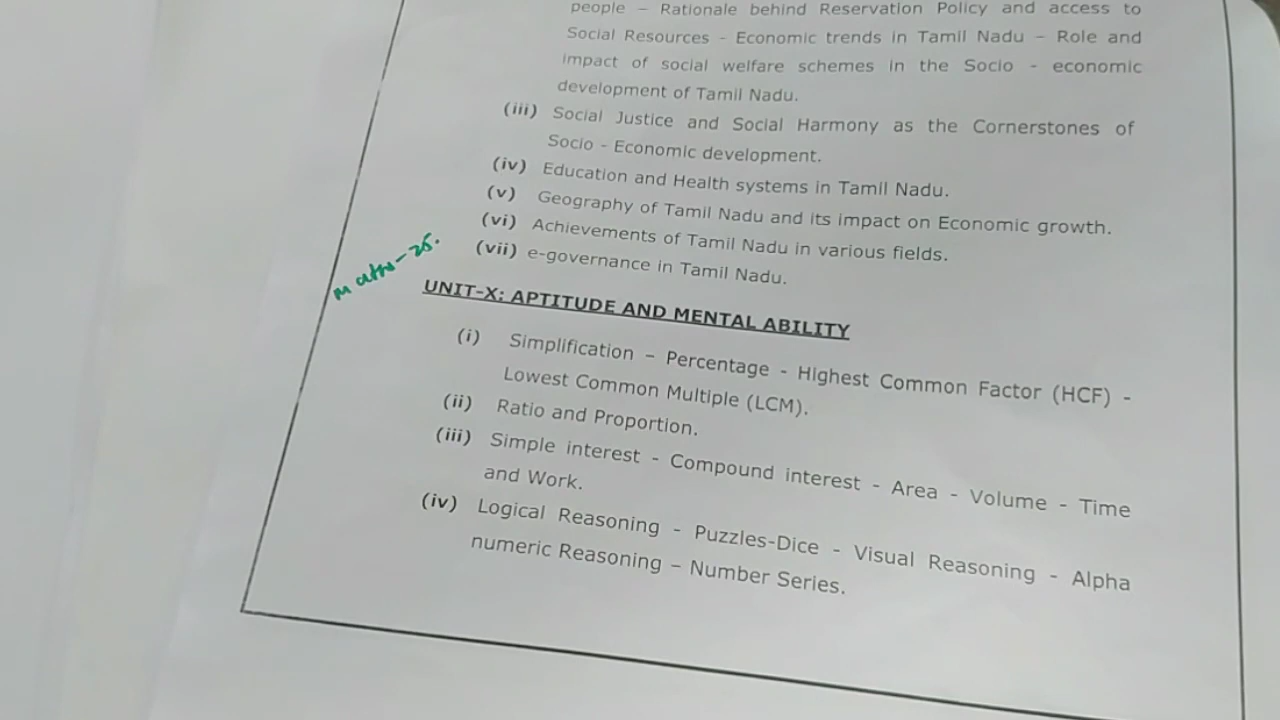 people – Rationale behind Reservation Policy and access to
Social Resources - Economic trends in Tamil Nadu – Role and
impact of social welfare schemes in the Socio - economic
development of Tamil Nadu.
(iii) Social Justice and Social Harmony as the Cornerstones of
Socio - Economic development.
(iv) Education and Health systems in Tamil Nadu.
(v) Geography of Tamil Nadu and its impact on Economic growth.
(vi) Achievements of Tamil Nadu in various fields.
(vii) e-governance in Tamil Nadu.
Maths-25.
UNIT-X: APTITUDE AND MENTAL ABILITY
(i) Simplification – Percentage - Highest Common Factor (HCF) -
Lowest Common Multiple (LCM).
(ii) Ratio and Proportion.
(iii) Simple interest - Compound interest - Area - Volume - Time
and Work.
(iv) Logical Reasoning - Puzzles-Dice - Visual Reasoning - Alpha
numeric Reasoning – Number Series.